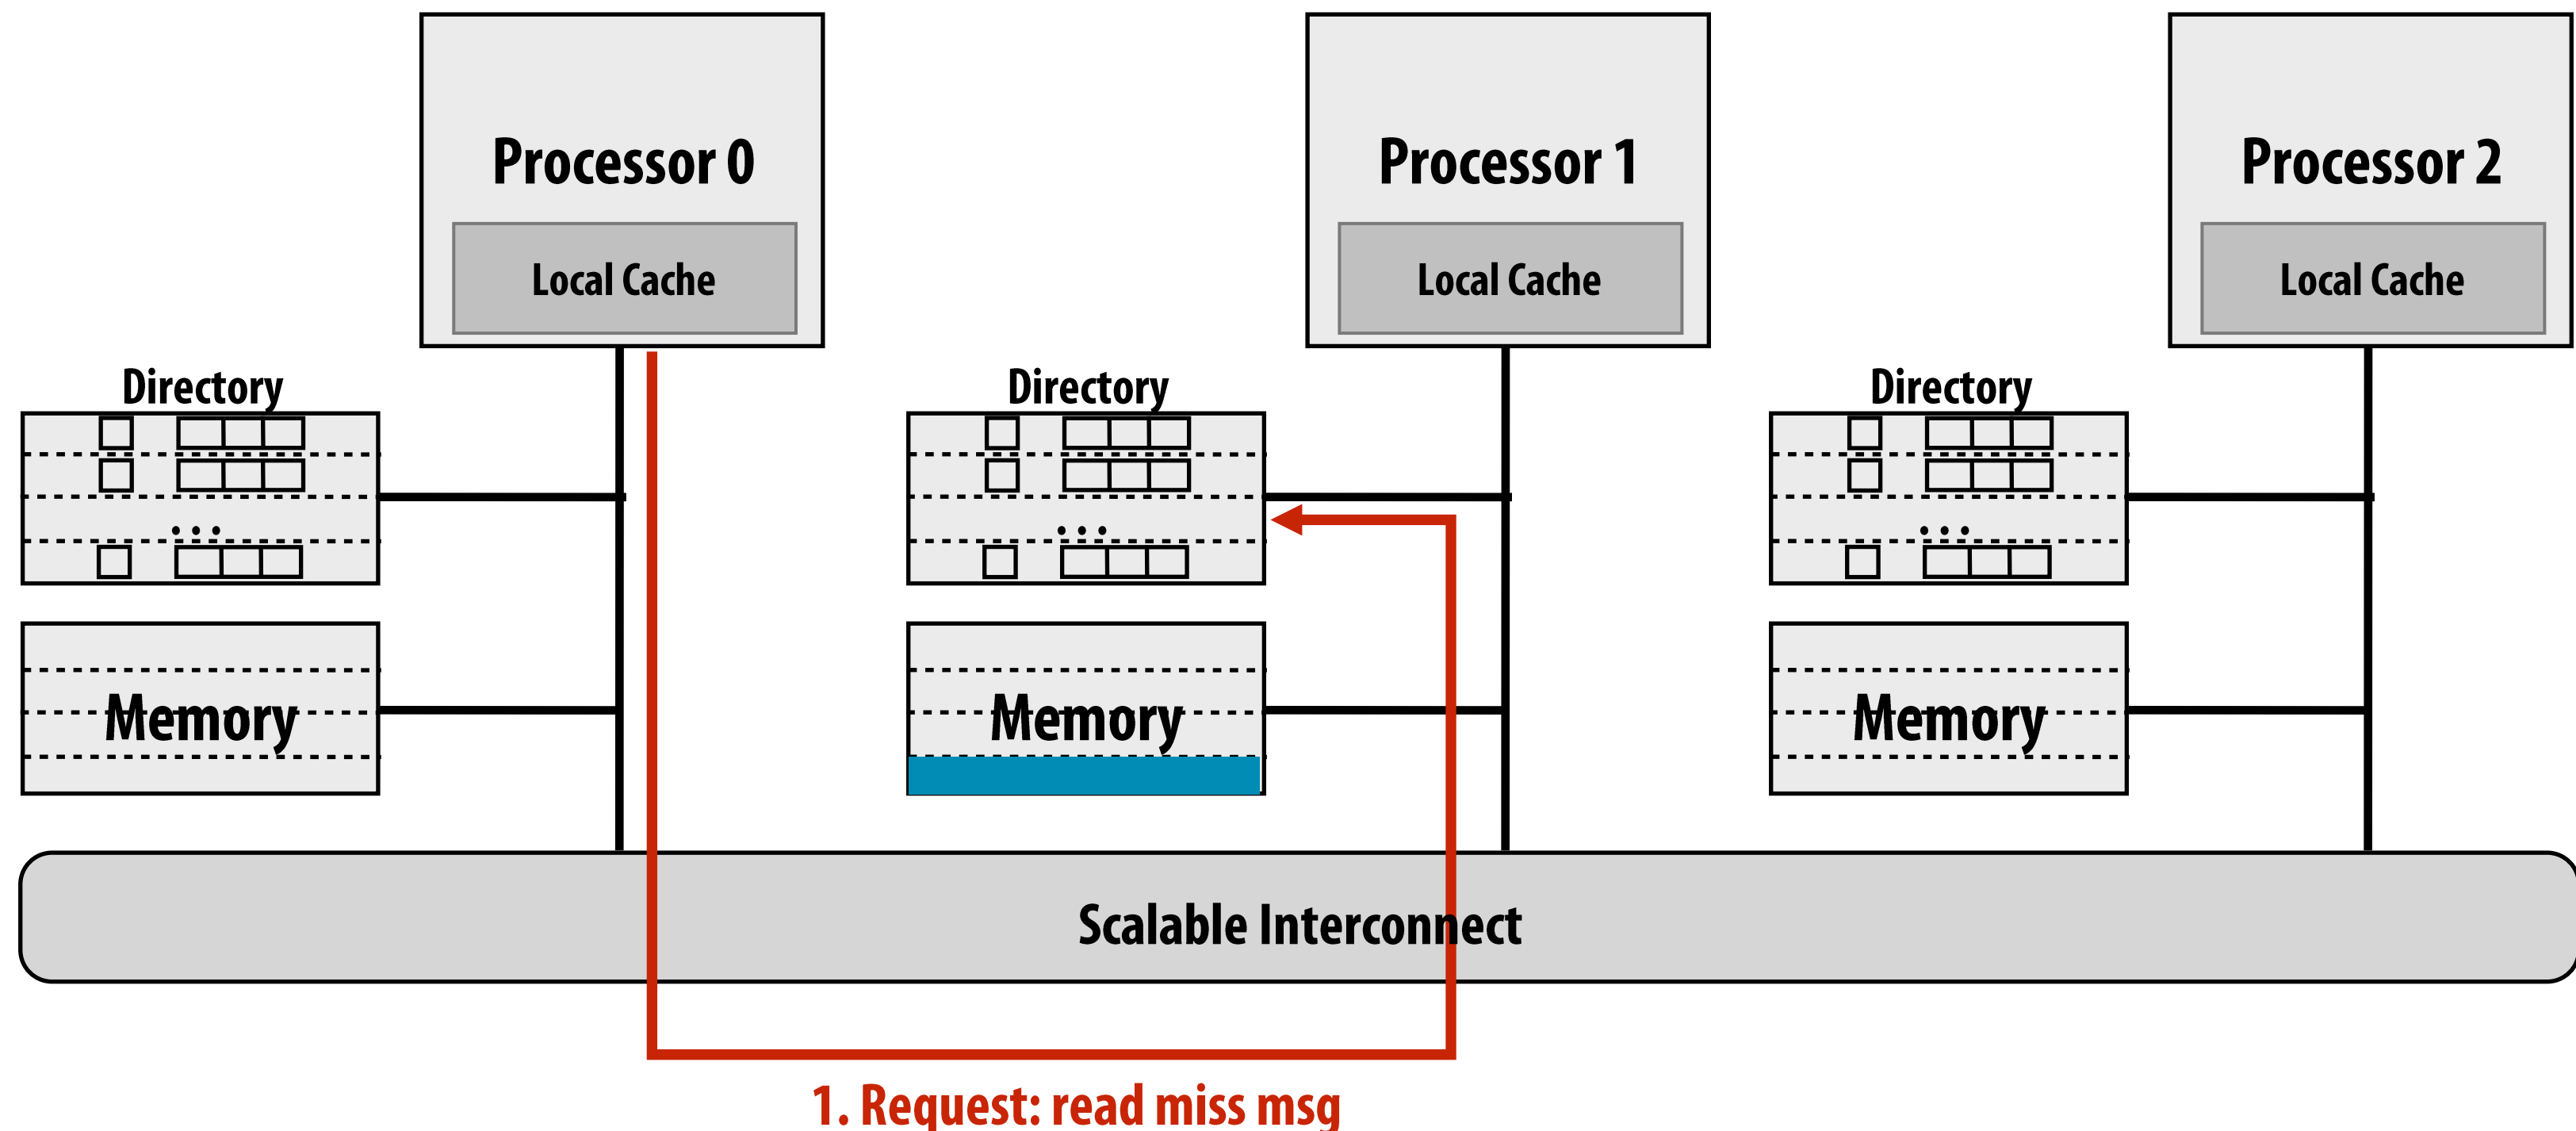 Processor 0
Processor 1
Processor 2
Local Cache
Local Cache
Local Cache
Directory
Directory
Directory
...
...
...
Memory
Memory
Memory
Scalable Interconnect
1. Request: read miss msg